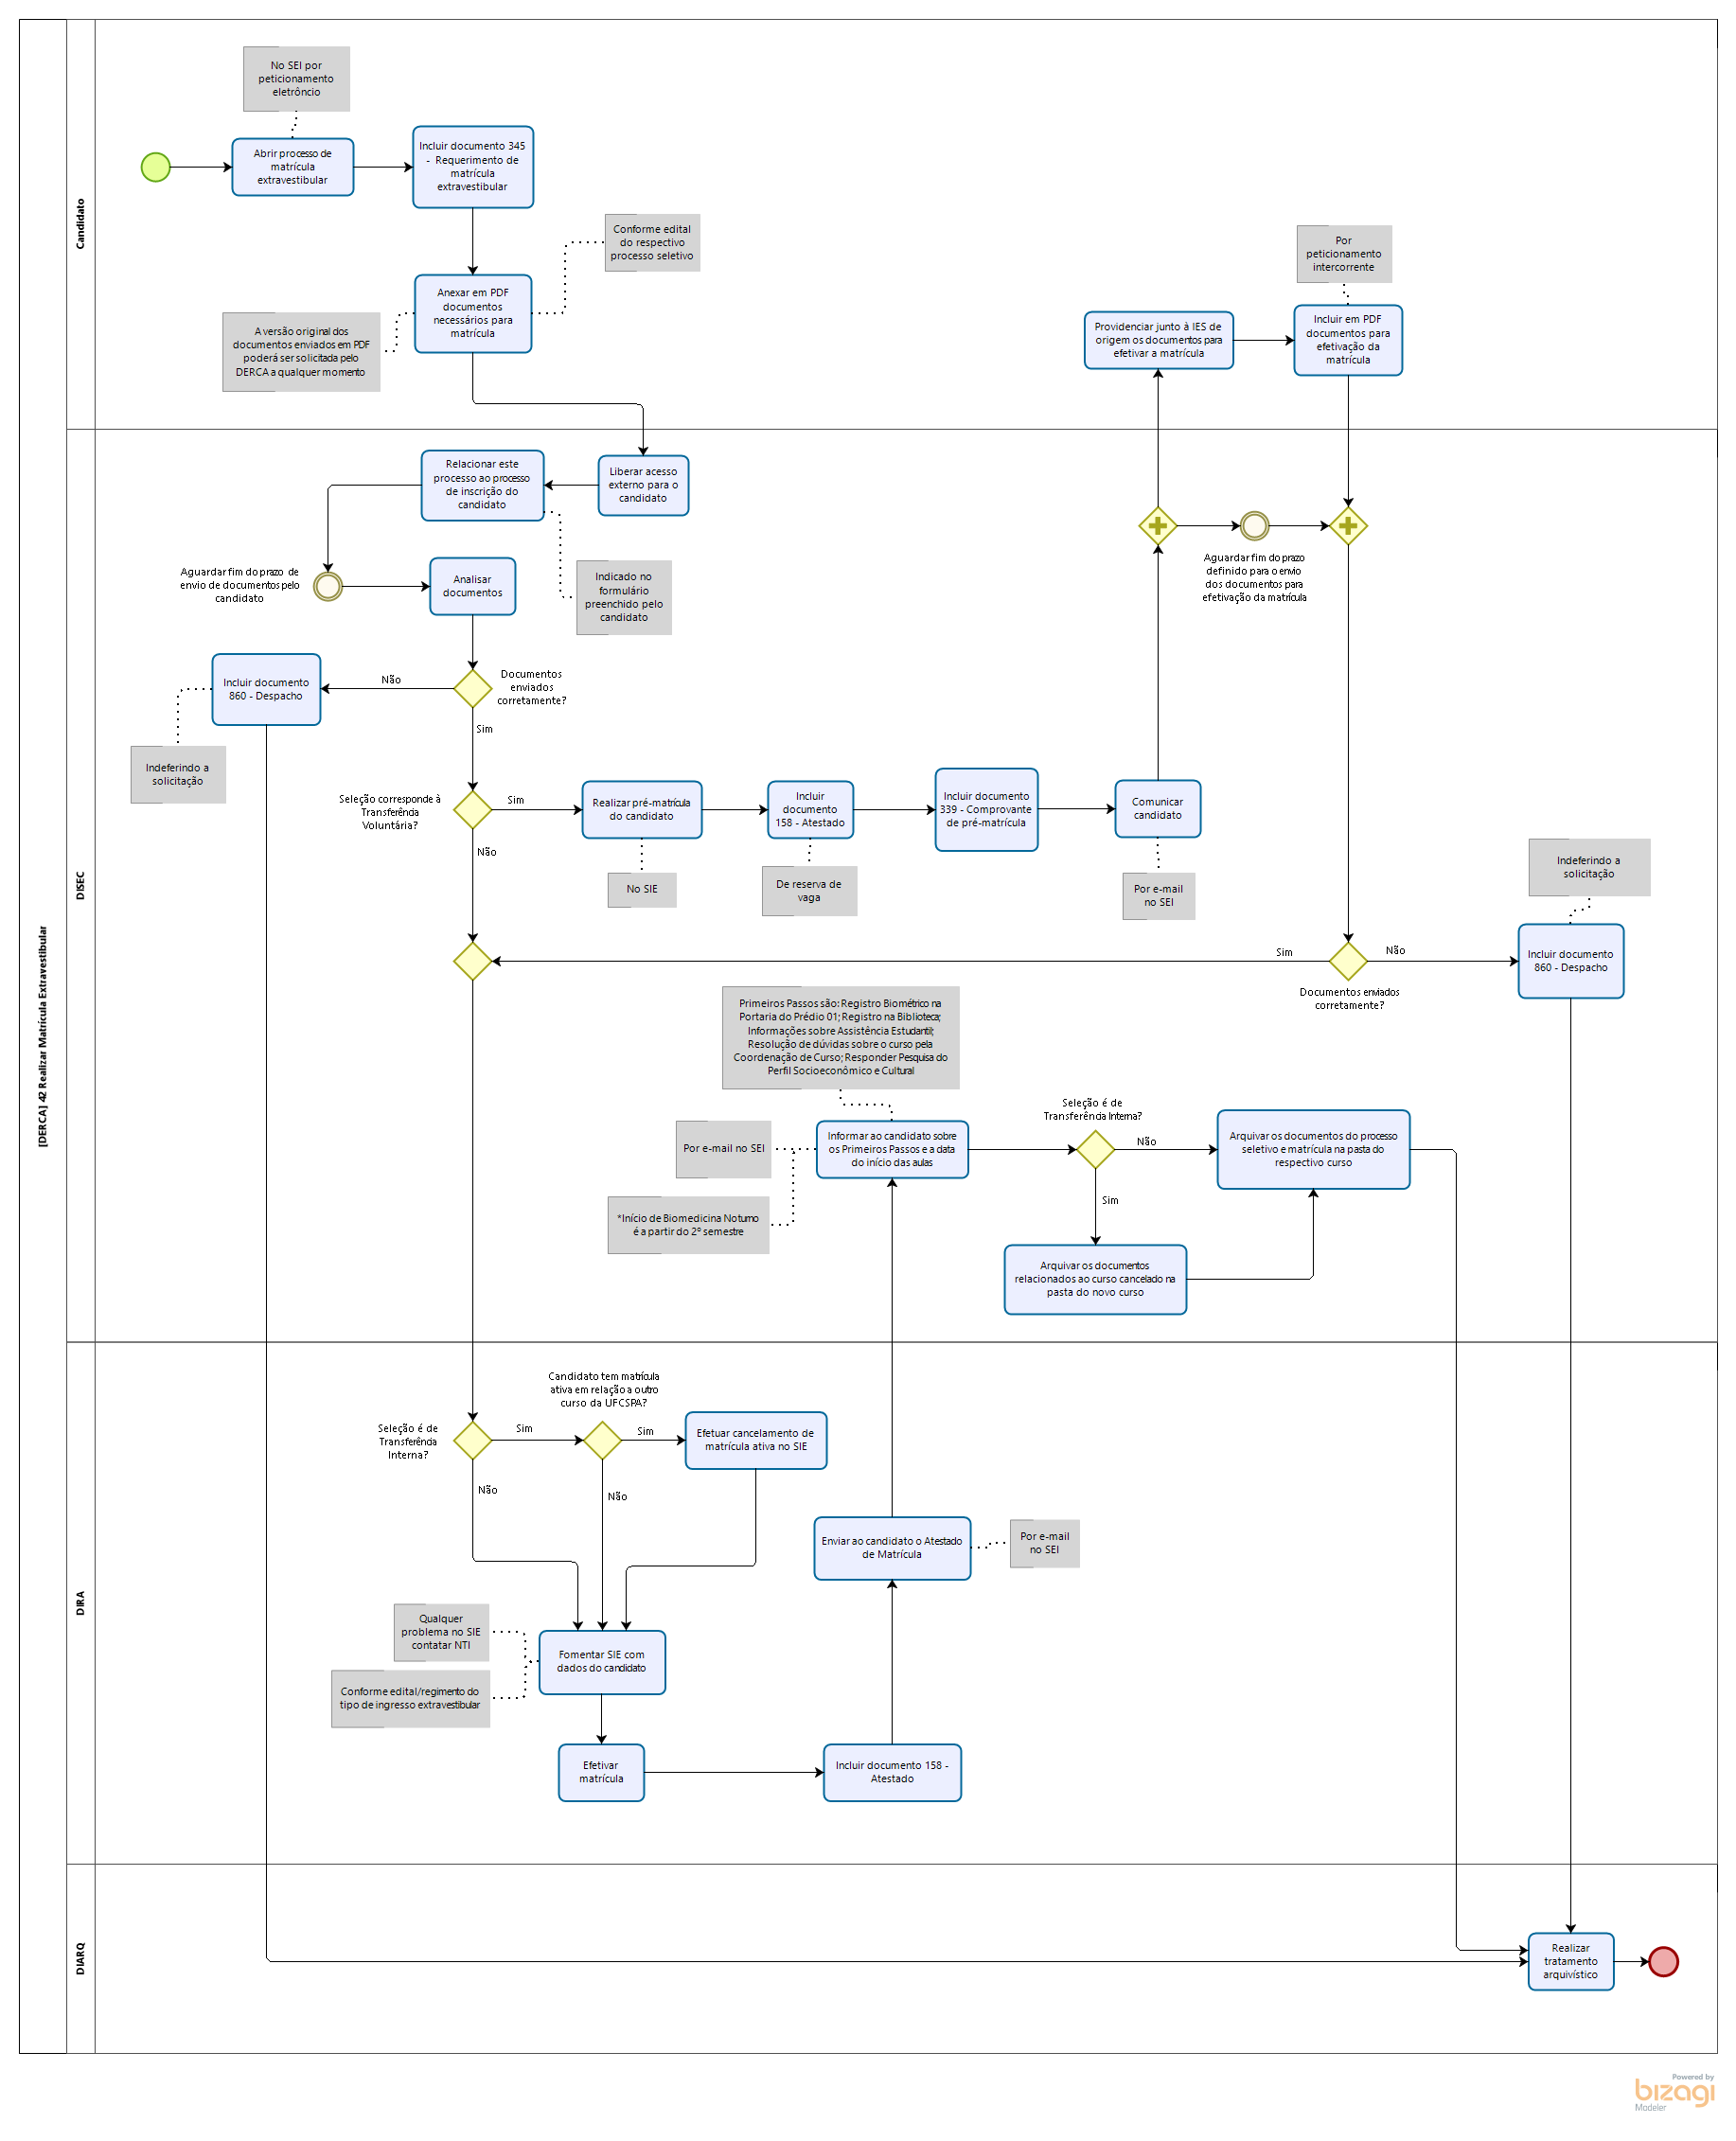 [DERCA] 42 Realizar Matrícula Extravestibular
Candidato
No SEI por
peticionamento
eletrôncio
Abrir processo de
matrícula
extravestibular
Incluir documento 345
- Requerimento de
matrícula
extravestibular
Conforme edital
do respectivo
processo seletivo
Anexar em PDF
documentos
necessários para
matrícula
A versão original dos
documentos enviados em PDF
poderá ser solicitada pelo
DERCA a qualquer momento
Por
peticionamento
intercorrente
Providenciar junto à IES de
origem os documentos para
efetivar a matrícula
Incluir em PDF
documentos para
efetivação da
matrícula
DISEC
Relacionar este
processo ao processo
de inscrição do
candidato
Liberar acesso
externo para o
candidato
Aguardar fim do prazo de
envio de documentos pelo
candidato
Analisar
documentos
Indicado no
formulário
preenchido pelo
candidato
Aguardar fim do prazo
definido para o envio
dos documentos para
efetivação da matrícula
Incluir documento
860 - Despacho
Não
Documentos
enviados
corretamente?
Sim
Indeferindo a
solicitação
Seleção corresponde à
Transferência
Voluntária?
Sim
Não
Realizar pré-matrícula
do candidato
Incluir
documento
158 - Atestado
Incluir documento
339 - Comprovante
de pré-matrícula
Comunicar
candidato
No SIE
De reserva de
vaga
Por e-mail
no SEI
Indeferindo a
solicitação
Sim
Não
Incluir documento
860 - Despacho
Documentos enviados
corretamente?
Primeiros Passos são: Registro Biométrico na
Portaria do Prédio 01; Registro na Biblioteca;
Informações sobre Assistência Estudantil;
Resolução de dúvidas sobre o curso pela
Coordenação de Curso; Responder Pesquisa do
Perfil Socioeconômico e Cultural
Seleção é de
Transferência Interna?
Por e-mail no SEI
Informar ao candidato sobre
os Primeiros Passos e a data
do início das aulas
Não
Arquivar os documentos do processo
seletivo e matrícula na pasta do
respectivo curso
Sim
*Início de Biomedicina Noturno
é a partir do 2º semestre
Arquivar os documentos
relacionados ao curso cancelado na
pasta do novo curso
DIRA
Candidato tem matrícula
ativa em relação a outro
curso da UFCSPA?
Seleção é de
Transferência
Interna?
Sim
Sim
Efetuar cancelamento de
matrícula ativa no SIE
Não
Não
Enviar ao candidato o Atestado
de Matrícula
Por e-mail
no SEI
Qualquer
problema no SIE
contatar NTI
Fomentar SIE com
dados do candidato
Conforme edital/regimento do
tipo de ingresso extravestibular
Efetivar
matrícula
Incluir documento 158 -
Atestado
DIARQ
Realizar
tratamento
arquivístico
Powered by
bizagi
Modeler